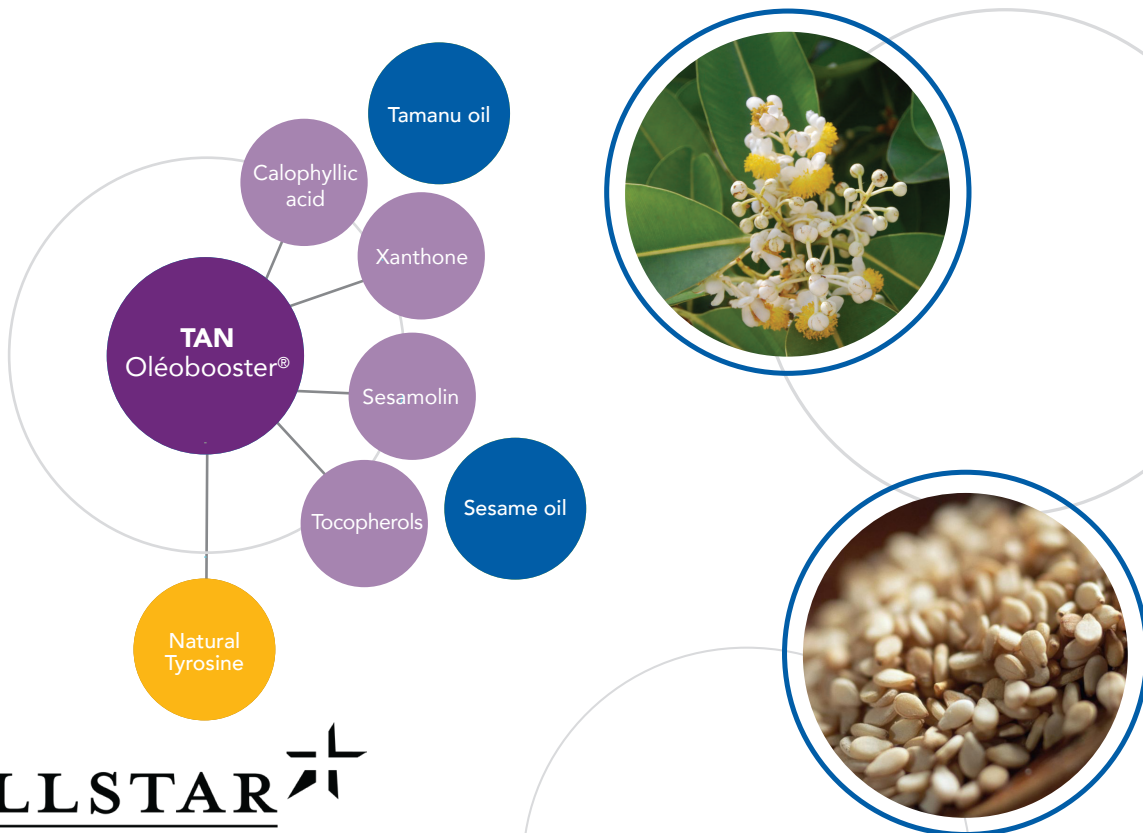 Tamanu oil
Calophyllic
acid
Xanthone
TAN
Oléobooster®
Sesamolin
Tocopherols
Sesame oil
Natural
Tyrosine
LLSTAR